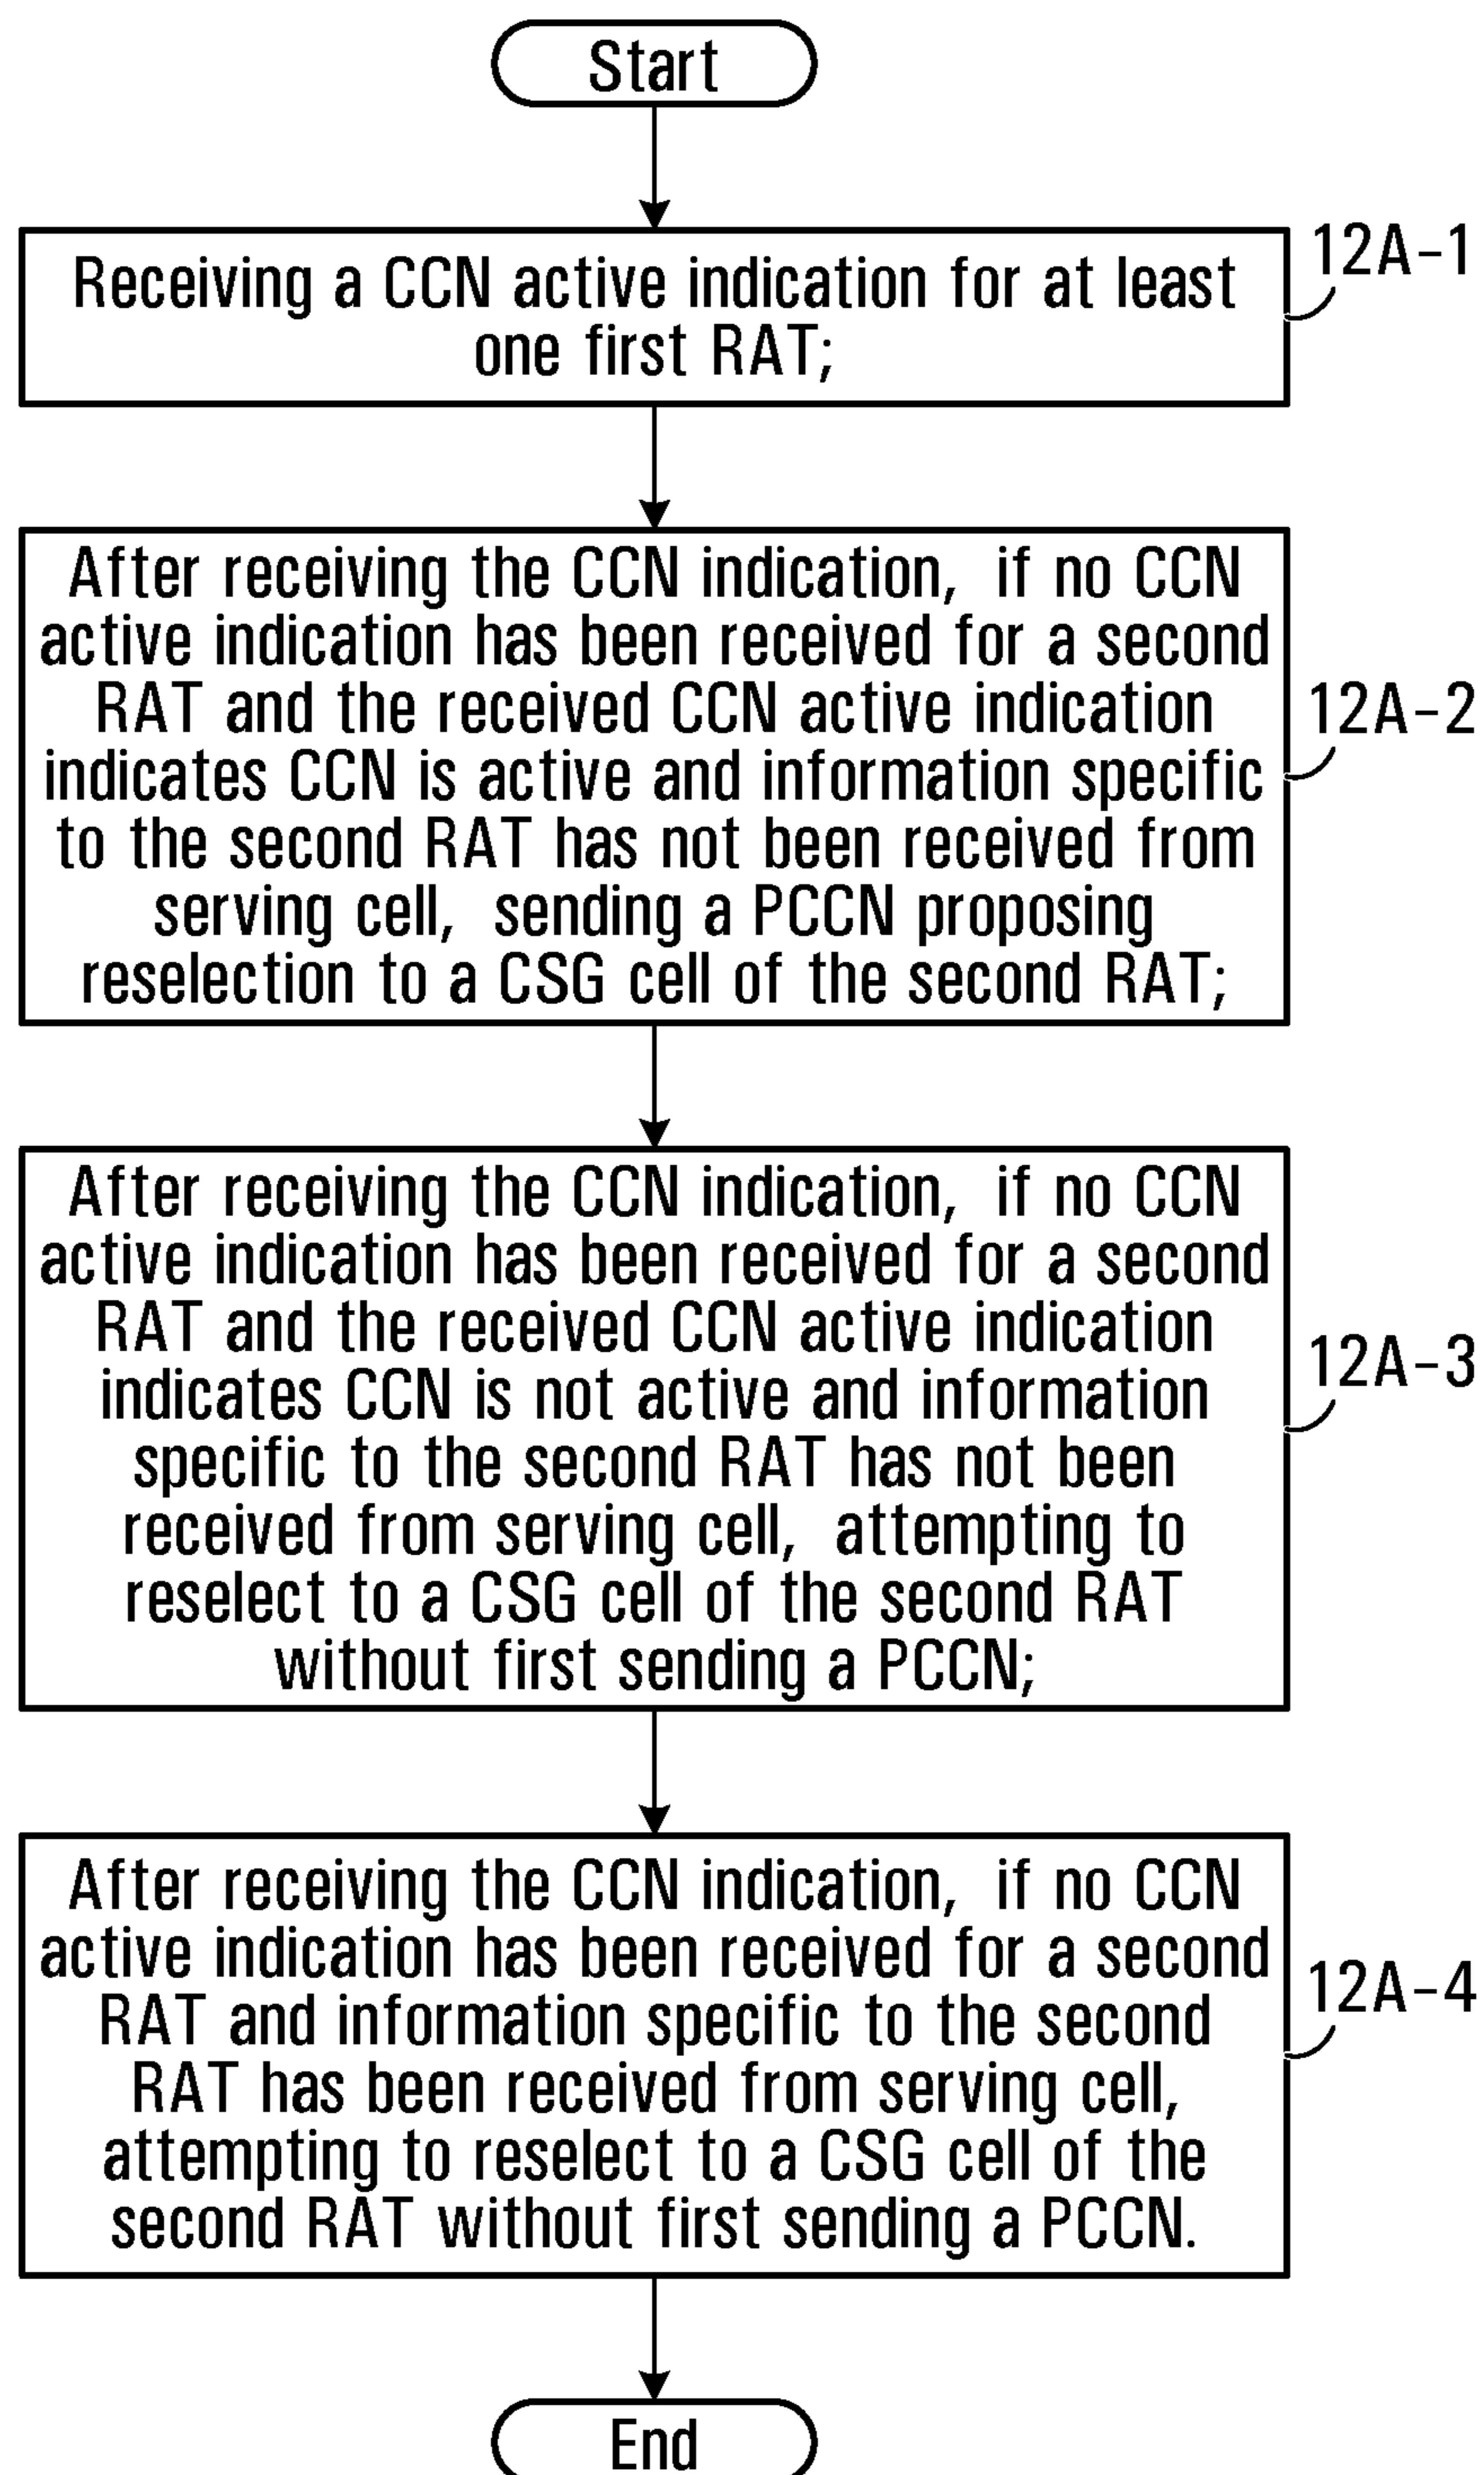 Start
Receiving a CCN active indication for at least
one first RAT;
12A-1
After receiving the CCN indication, if no CCN
active indication has been received for a second
RAT and the received CCN active indication
indicates CCN is active and information specific
to the second RAT has not been received from
serving cell, sending a PCCN proposing
reselection to a CSG cell of the second RAT;
12A-2
After receiving the CCN indication, if no CCN
active indication has been received for a second
RAT and the received CCN active indication
indicates CCN is not active and information
specific to the second RAT has not been
received from serving cell, attempting to
reselect to a CSG cell of the second RAT
without first sending a PCCN;
12A-3
After receiving the CCN indication, if no CCN
active indication has been received for a second
RAT and information specific to the second
RAT has been received from serving cell,
attempting to reselect to a CSG cell of the
second RAT without first sending a PCCN.
12A-4
End